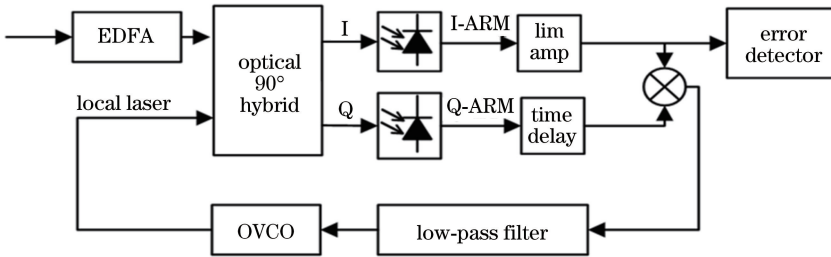 EDFA
optical
90°
hybrid
I
I-ARM
lim
amp
error
detector
local laser
Q
Q-ARM
time
delay
OVCO
low-pass filter